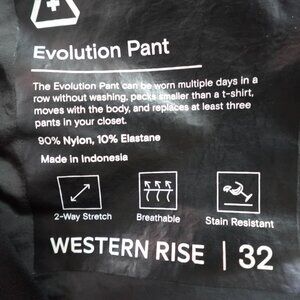 Evolution Pant
The Evolution Pant can be worn multiple days in a
row without washing, packs smaller than a t-shirt,
moves with the body, and replaces at least three
pants in your closet.
90% Nylon, 10% Elastane
Made in Indonesia
2-Way Stretch
Breathable
Stain Resistant
WESTERN RISE | 32